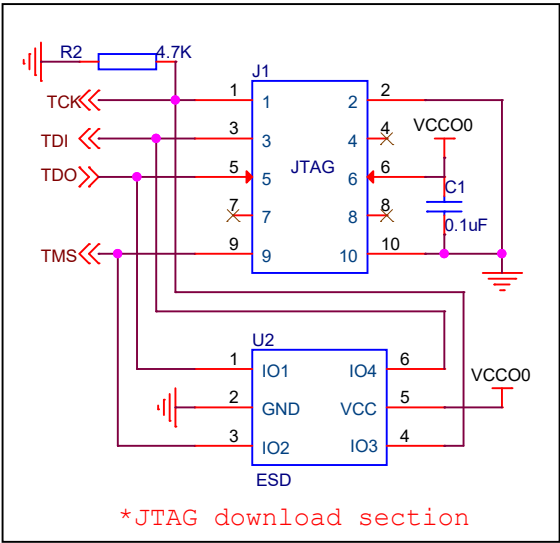 R2 4.7K
J1
TCK 1 1 2 2
TDI 3 3 4 4 VCCO0
JTAG
TDO 5 5 6 6
C1
7 7 8 8
0.1uF
TMS 9 9 10 10
U2
1 IO1 IO4 6
VCCO0
2 GND VCC 5
3 IO2 IO3 4
ESD
*JTAG download section